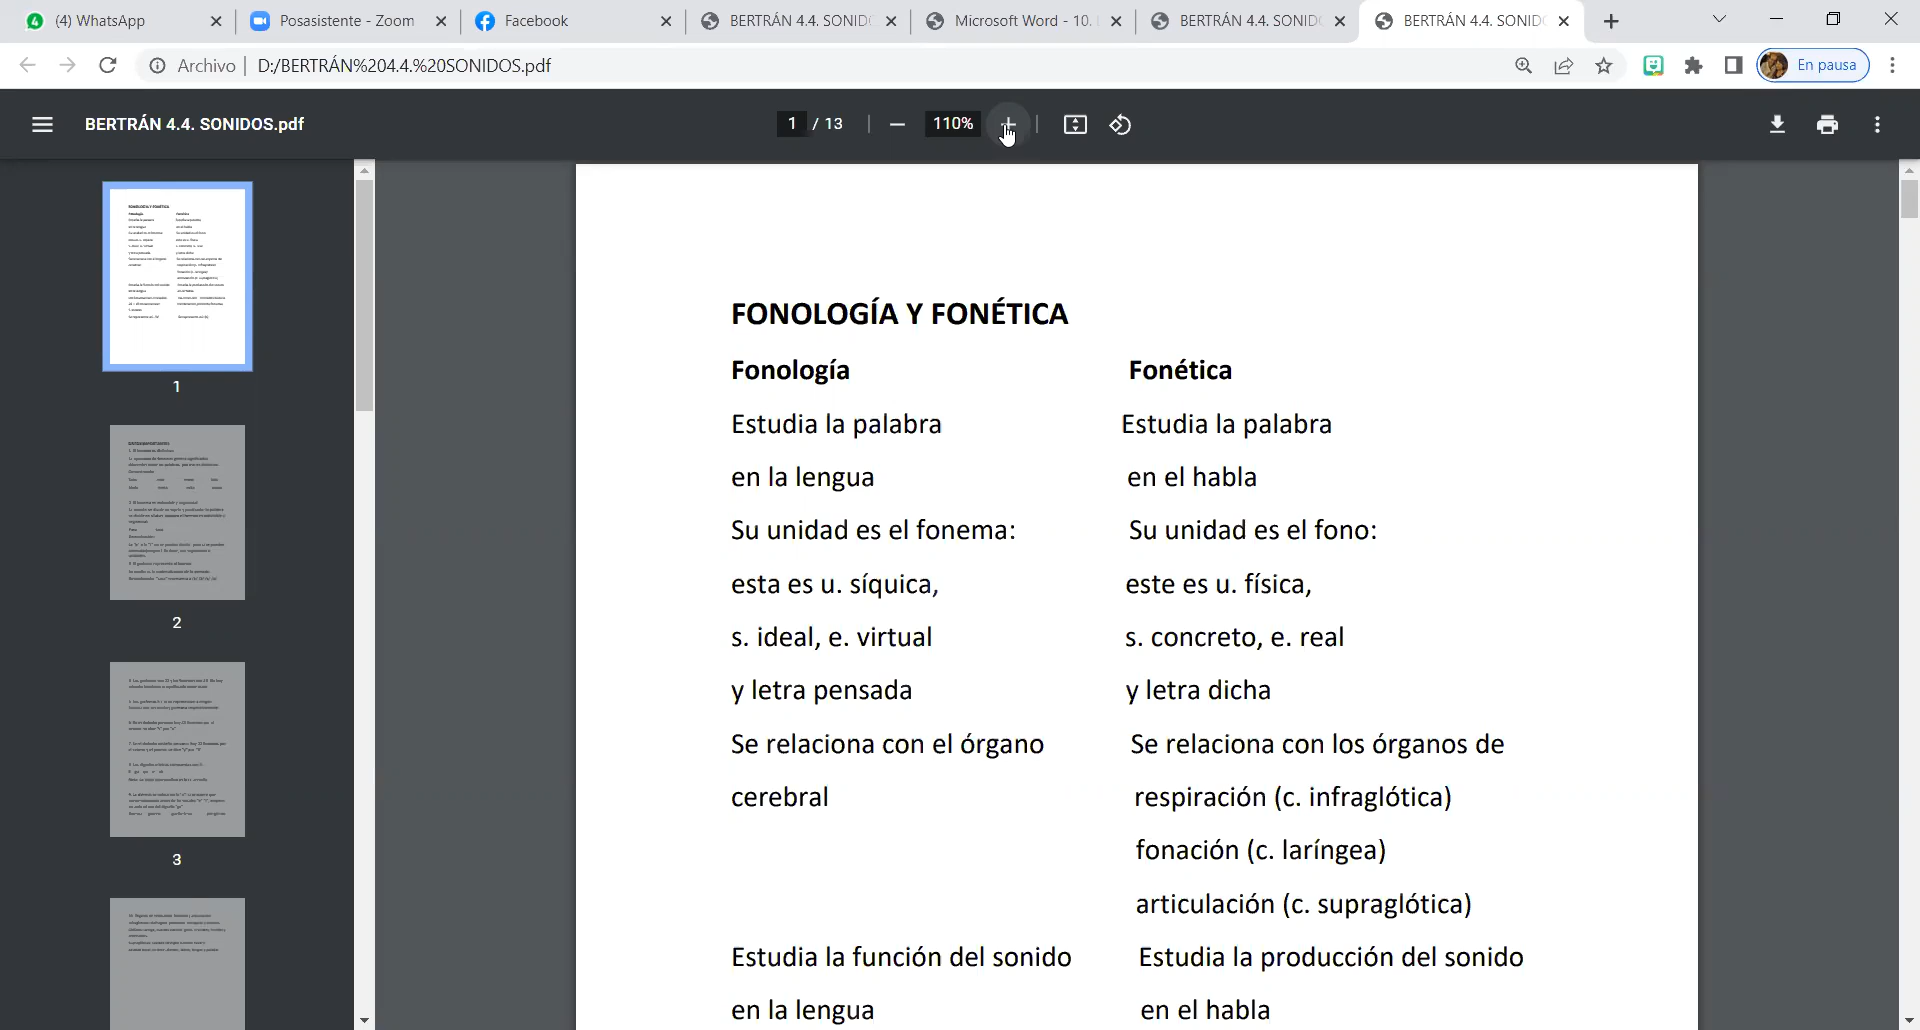 (4) WhatsApp
Posasistente - Zoom
Facebook
BERTRÁN 4.4. SONID
Microsoft Word - 10.
BERTRÁN 4.4. SONID
BERTRÁN 4.4. SONID
Archivo
D:/BERTRÁN%204.4.%20SONIDOS.pdf
En pausa
BERTRÁN 4.4. SONIDOS.pdf
1 / 13
110%
1
2
3
FONOLOGÍA Y FONÉTICA
Fonología Fonética
Estudia la palabra Estudia la palabra
en la lengua en el habla
Su unidad es el fonema: Su unidad es el fono:
esta es u. síquica, este es u. física,
s. ideal, e. virtual s. concreto, e. real
y letra pensada y letra dicha
Se relaciona con el órgano Se relaciona con los órganos de
cerebral respiración (c. infraglótica)
fonación (c. laríngea)
articulación (c. supraglótica)
Estudia la función del sonido Estudia la producción del sonido
en la lengua en el habla